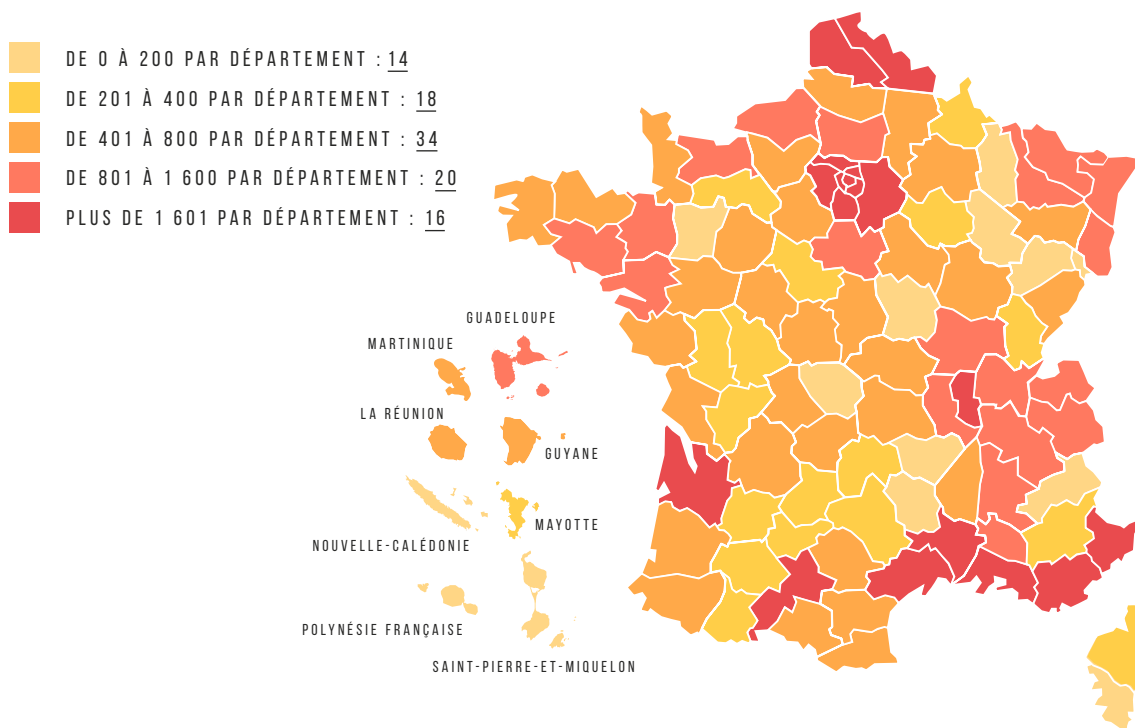 DE 0 À 200 PAR DÉPARTEMENT : 14
DE 201 À 400 PAR DÉPARTEMENT : 18
DE 401 À 800 PAR DÉPARTEMENT : 34
DE 801 À 1 600 PAR DÉPARTEMENT : 20
PLUS DE 1 601 PAR DÉPARTEMENT : 16
GUADELOUPE
MARTINIQUE
LA RÉUNION
GUYANE
MAYOTTE
NOUVELLE-CALÉDONIE
POLYNÉSIE FRANÇAISE
SAINT-PIERRE-ET-MIQUELON